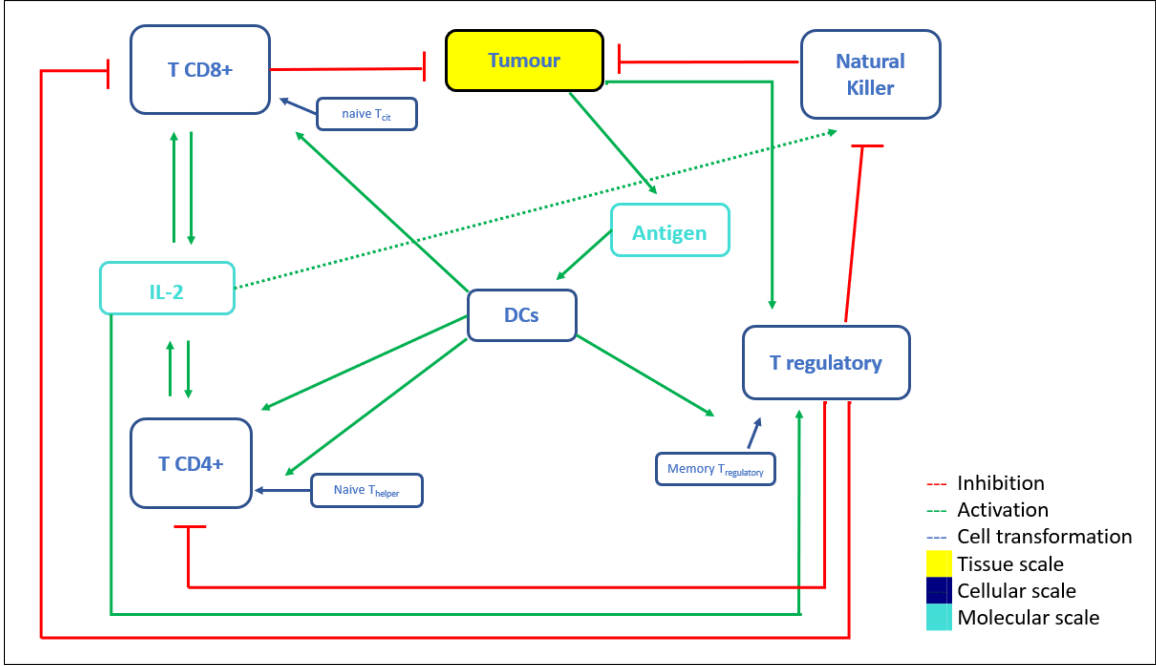 T CD8+
Tumour
Natural
Killer
naive Tcit
Antigen
IL-2
DCs
T regulatory
T CD4+
Memory Tregulatory
Naive Thelper
Inhibition
Activation
Cell transformation
Tissue scale
Cellular scale
Molecular scale